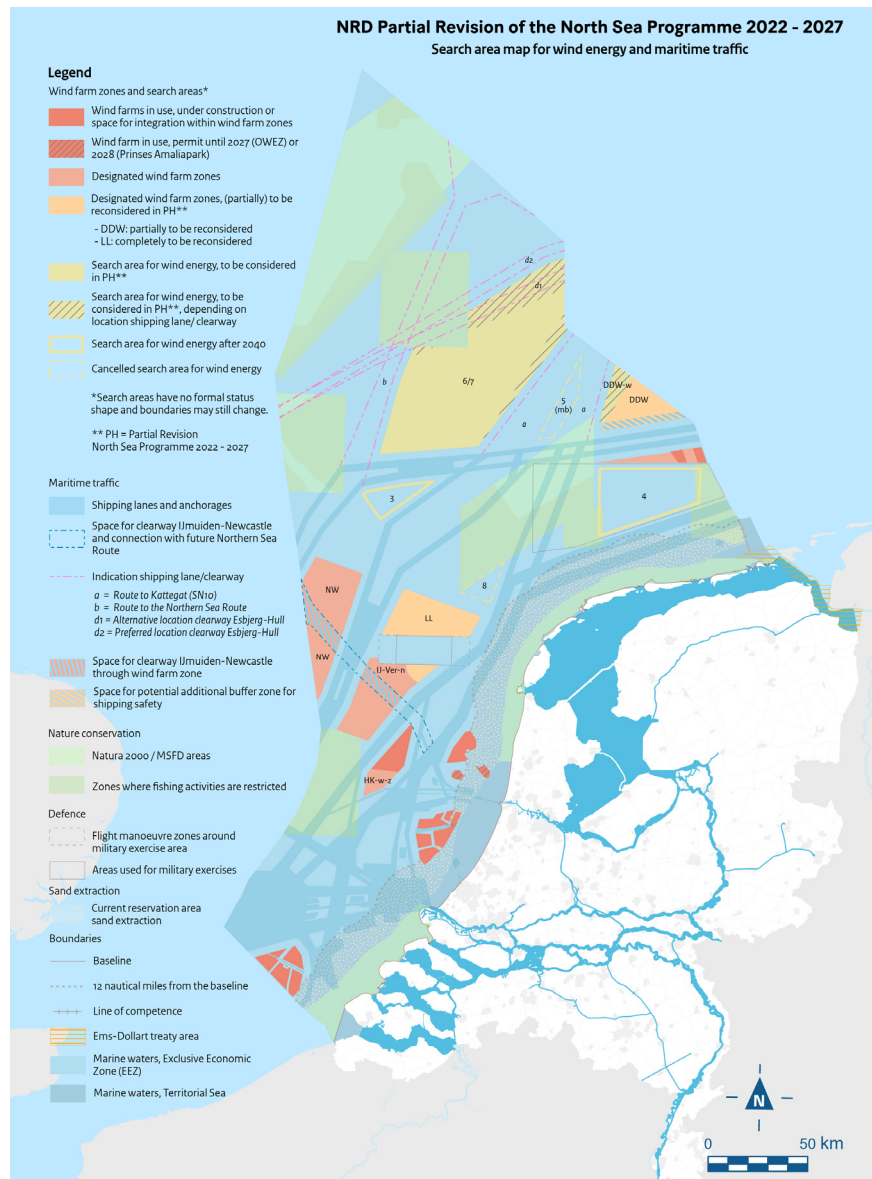 NRD Partial Revision of the North Sea Programme 2022 - 2027
Search area map for wind energy and maritime traffic
Legend
Wind farm zones and search areas*
Wind farms in use, under construction or
space for integration within wind farm zones
Wind farm in use, permit until 2027 (OWEZ) or
2028 (Prinses Amaliapark)
Designated wind farm zones
Designated wind farm zones, (partially) to be
reconsidered in PH**
- DDW: partially to be reconsidered
- LL: completely to be reconsidered
Search area for wind energy, to be considered
in PH**
Search area for wind energy, to be
considered in PH**, depending on
location shipping lane/ clearway
Search area for wind energy after 2040
Cancelled search area for wind energy
*Search areas have no formal status
shape and boundaries may still change.
** PH = Partial Revision
North Sea Programme 2022 - 2027
Maritime traffic
Shipping lanes and anchorages
Space for clearway IJmuiden-Newcastle
and connection with future Northern Sea
Route
Indication shipping lane/clearway
a = Route to Kattegat (SN10)
b = Route to the Northern Sea Route
d1 = Alternative location clearway Esbjerg-Hull
d2 = Preferred location clearway Esbjerg-Hull
Space for clearway IJmuiden-Newcastle
through wind farm zone
Space for potential additional buffer zone for
shipping safety
Nature conservation
Natura 2000 / MSFD areas
Zones where fishing activities are restricted
Defence
Flight manoeuvre zones around
military exercise area
Areas used for military exercises
Sand extraction
Current reservation area
sand extraction
Boundaries
Baseline
12 nautical miles from the baseline
Line of competence
Ems-Dollart treaty area
Marine waters, Exclusive Economic
Zone (EEZ)
Marine waters, Territorial Sea
d2
d1
b
6/7
DDW-w
DDW
5
(mb)
a
a
3
4
8
NW
LL
NW
IJ-Ver-n
HK-w-z
N
0 50 km